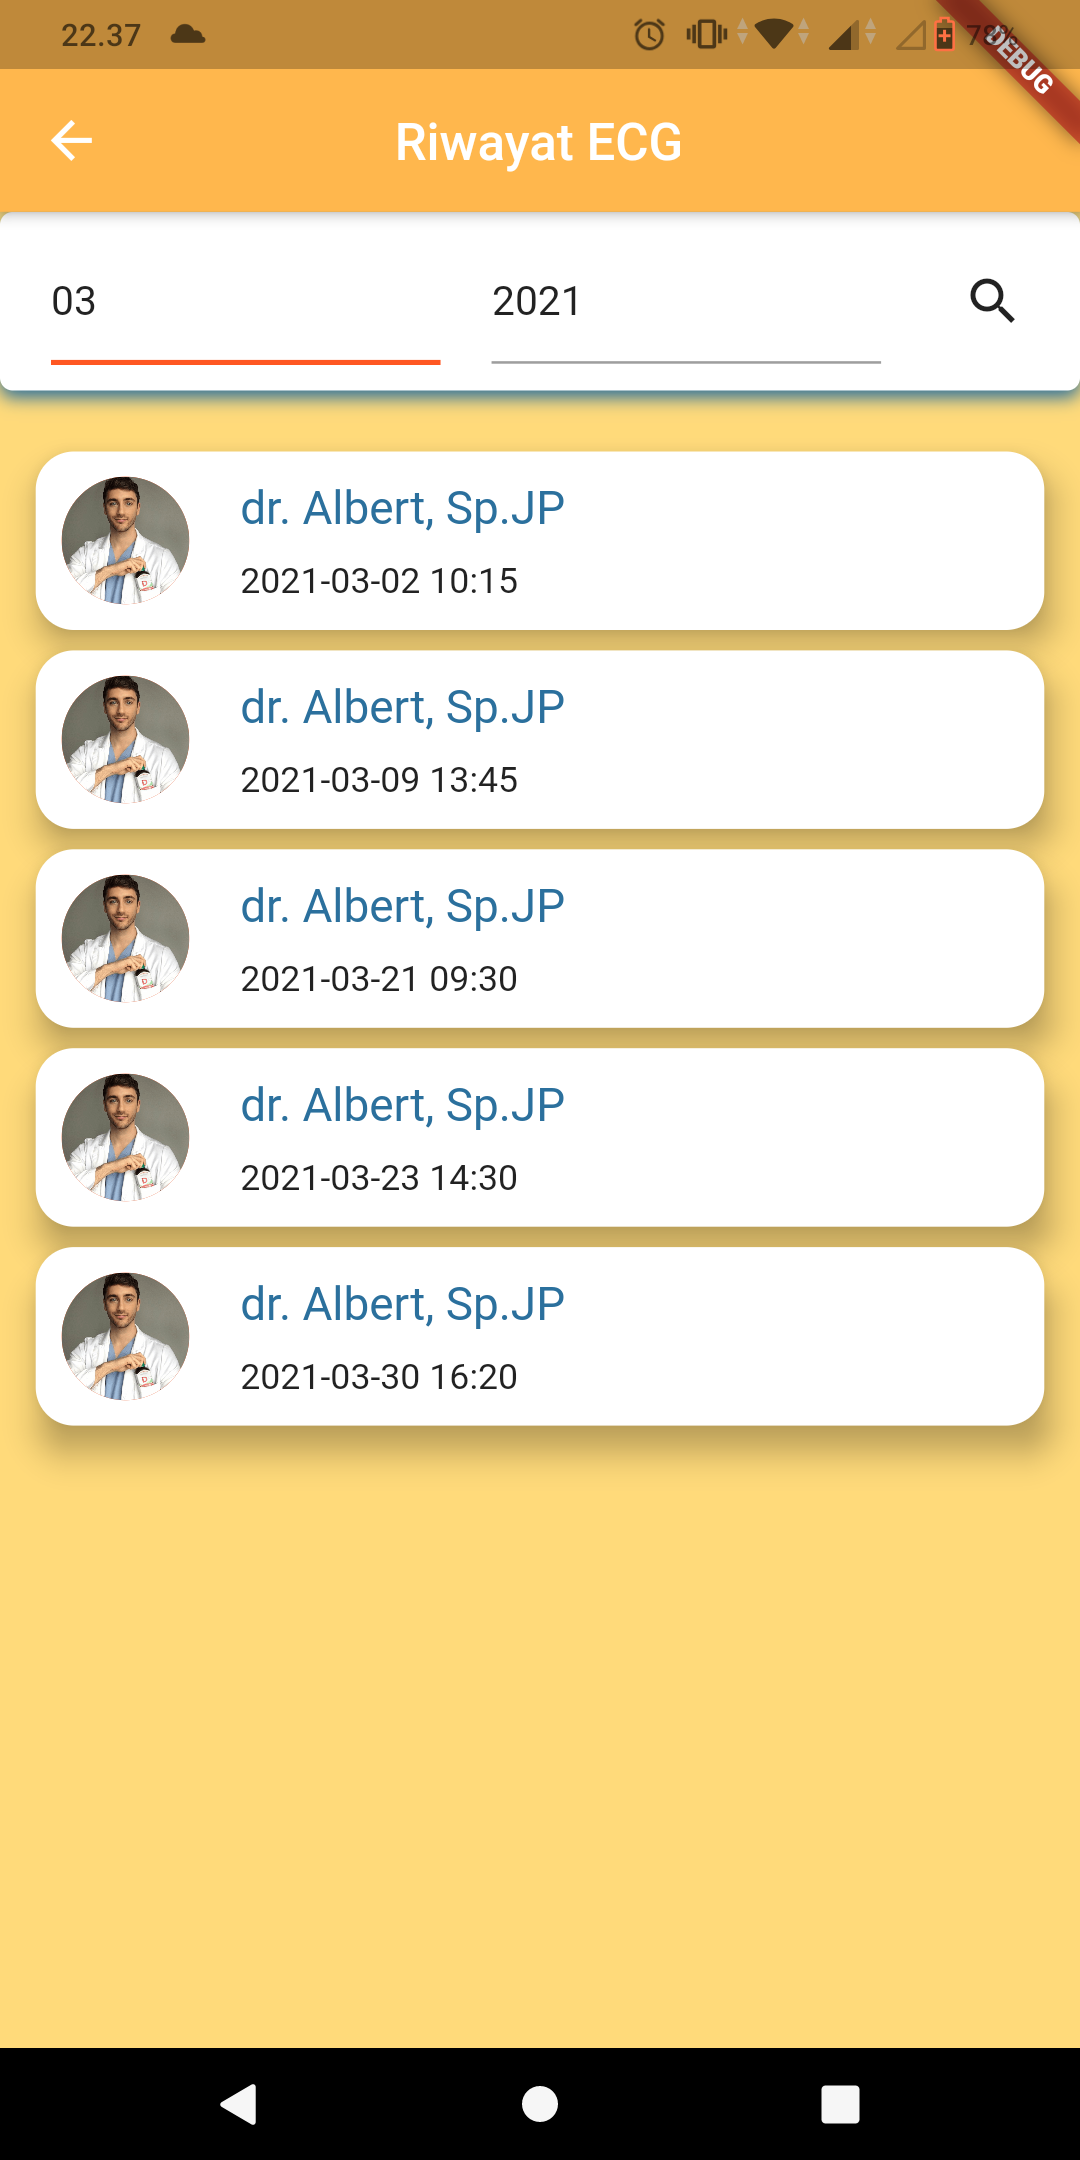 22.37
DEBUG
Riwayat ECG
03
2021
dr. Albert, Sp.JP
2021-03-02 10:15
dr. Albert, Sp.JP
2021-03-09 13:45
dr. Albert, Sp.JP
2021-03-21 09:30
dr. Albert, Sp.JP
2021-03-23 14:30
dr. Albert, Sp.JP
2021-03-30 16:20